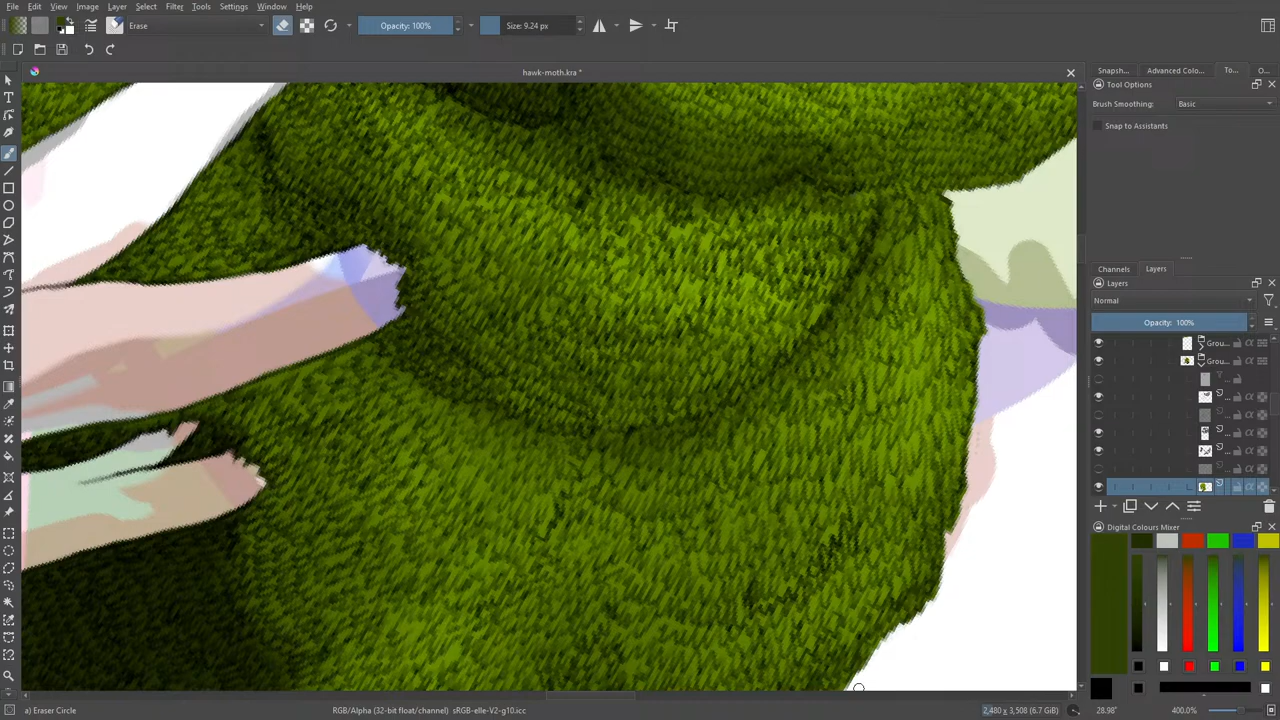 File Edit View Image Layer Select Filter Tools Settings Window Help
Erase Opacity: 100% Size: 9.24 px
hawk-moth.kra *
Snapsh... Advanced Colo... To... O...
Tool Options
Brush Smoothing: Basic
Snap to Assistants
Channels Layers
Layers
Normal
Opacity: 100%
Grou...
Grou...
Digital Colours Mixer
a) Eraser Circle RGB/Alpha (32-bit float/channel) sRGB-elle-V2-g10.icc 2,480 x 3,508 (6.7 GiB) 28.98° 400.0%